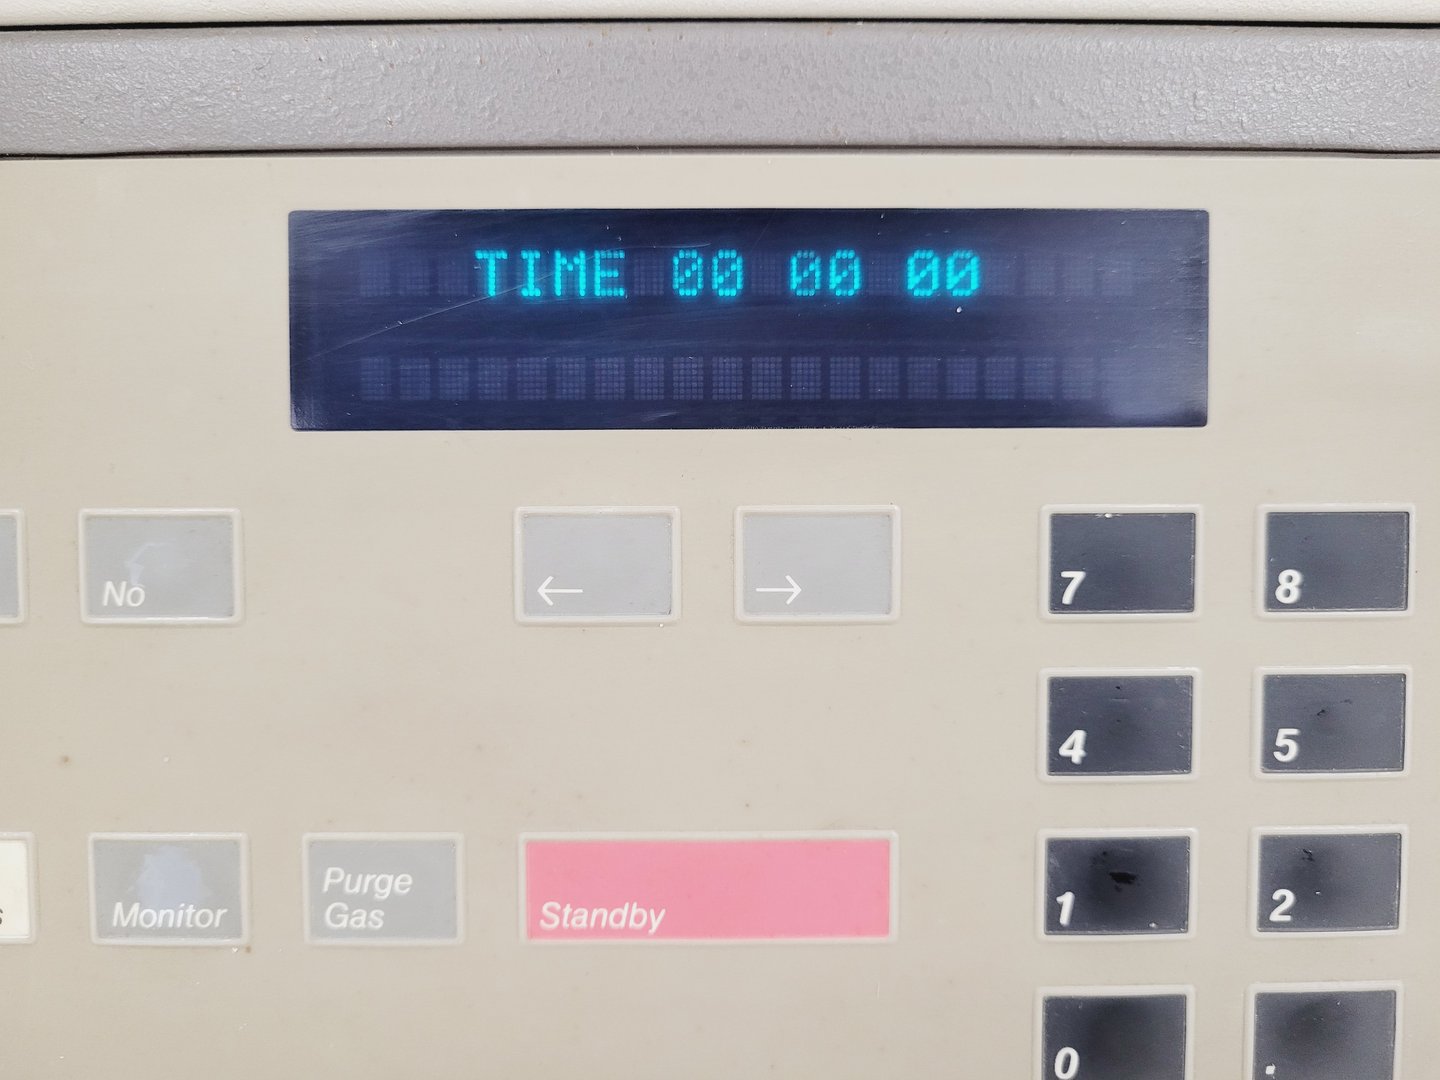 TIME 00 00 00
No
←
→
7
8
4
5
Monitor
Purge
Gas
Standby
1
2
0
.